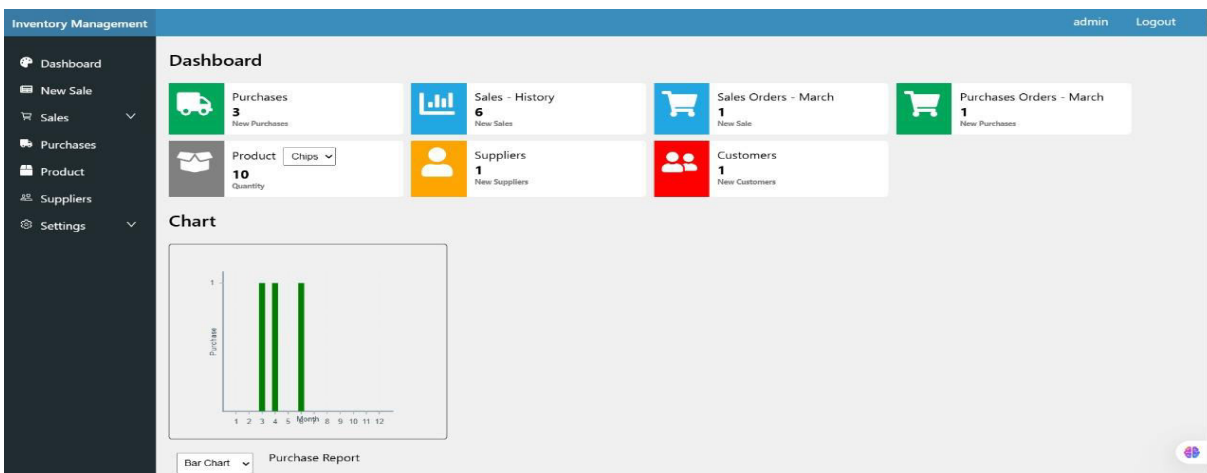 Inventory Management
admin Logout
Dashboard
New Sale
Sales
Purchases
Product
Suppliers
Settings
Dashboard
Purchases
3
New Purchases
Sales - History
6
New Sales
Sales Orders - March
1
New Sale
Purchases Orders - March
1
New Purchases
Product Chips
10
Quantity
Suppliers
1
New Suppliers
Customers
1
New Customers
Chart
1
Purchase
1 2 3 4 5 6 7 8 9 10 11 12
Month
Bar Chart Purchase Report